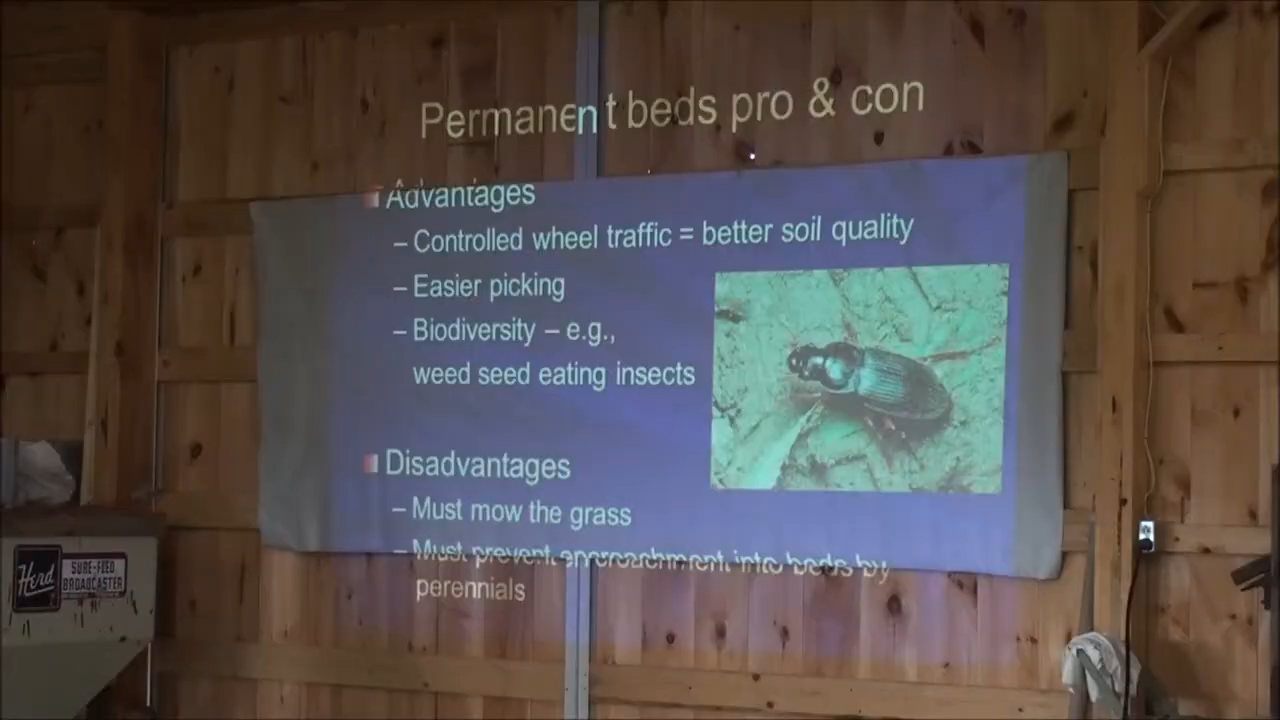 Permanent beds pro & con
Advantages
– Controlled wheel traffic = better soil quality
– Easier picking
– Biodiversity – e.g.,
weed seed eating insects
Disadvantages
– Must mow the grass
– Must prevent encroachment into beds by
perennials
Herd
SURE-FEED
BROADCASTER